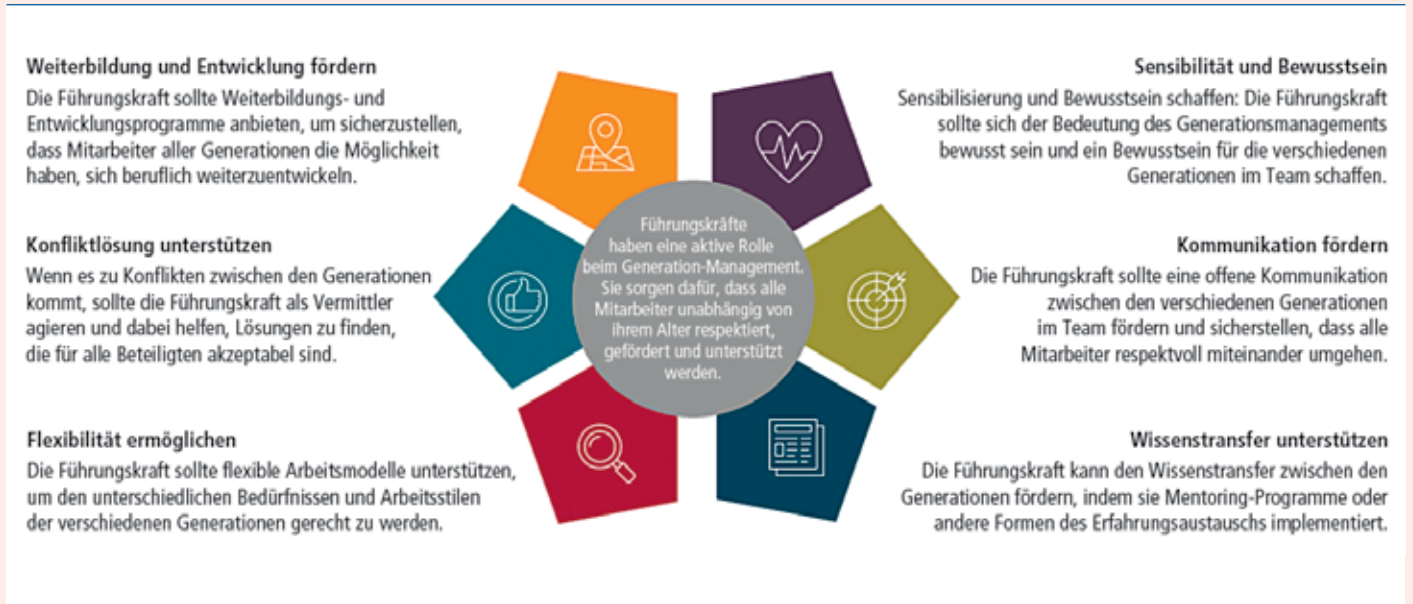 Weiterbildung und Entwicklung fördern
Die Führungskraft sollte Weiterbildungs- und
Entwicklungsprogramme anbieten, um sicherzustellen,
dass Mitarbeiter aller Generationen die Möglichkeit
haben, sich beruflich weiterzuentwickeln.
Konfliktlösung unterstützen
Wenn es zu Konflikten zwischen den Generationen
kommt, sollte die Führungskraft als Vermittler
agieren und dabei helfen, Lösungen zu finden,
die für alle Beteiligten akzeptabel sind.
Flexibilität ermöglichen
Die Führungskraft sollte flexible Arbeitsmodelle unterstützen,
um den unterschiedlichen Bedürfnissen und Arbeitsstilen
der verschiedenen Generationen gerecht zu werden.
Führungskräfte
haben eine aktive Rolle
beim Generation-Management.
Sie sorgen dafür, dass alle
Mitarbeiter unabhängig von
ihrem Alter respektiert,
gefördert und unterstützt
werden.
Sensibilität und Bewusstsein
Sensibilisierung und Bewusstsein schaffen: Die Führungskraft
sollte sich der Bedeutung des Generationsmanagements
bewusst sein und ein Bewusstsein für die verschiedenen
Generationen im Team schaffen.
Kommunikation fördern
Die Führungskraft sollte eine offene Kommunikation
zwischen den verschiedenen Generationen
im Team fördern und sicherstellen, dass alle
Mitarbeiter respektvoll miteinander umgehen.
Wissenstransfer unterstützen
Die Führungskraft kann den Wissenstransfer zwischen den
Generationen fördern, indem sie Mentoring-Programme oder
andere Formen des Erfahrungsaustauschs implementiert.